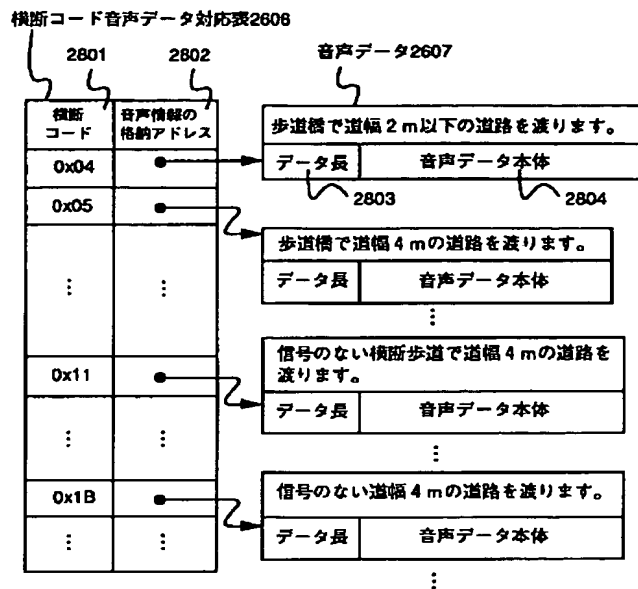 横断コード音声データ対応表2606
2801
2802
音声データ2607
横断
コード
音声情報の
格納アドレス
歩道橋で道幅2m以下の道路を渡ります。
0x04
データ長
音声データ本体
2803
2804
0x05
歩道橋で道幅4mの道路を渡ります。
データ長
音声データ本体
⋮
⋮
⋮
信号のない横断歩道で道幅4mの道路を
渡ります。
0x11
データ長
音声データ本体
⋮
⋮
⋮
信号のない道幅4mの道路を渡ります。
0x1B
データ長
音声データ本体
⋮
⋮
⋮